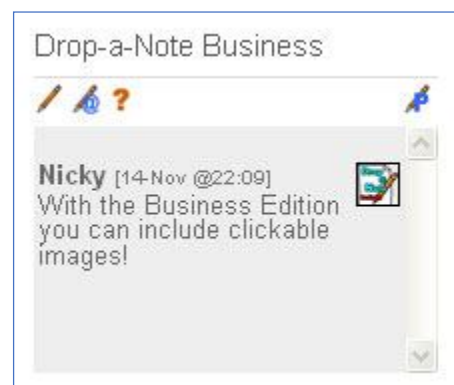 Drop-a-Note Business
?
Nicky [14-Nov @22:09]
With the Business Edition
you can include clickable
images!